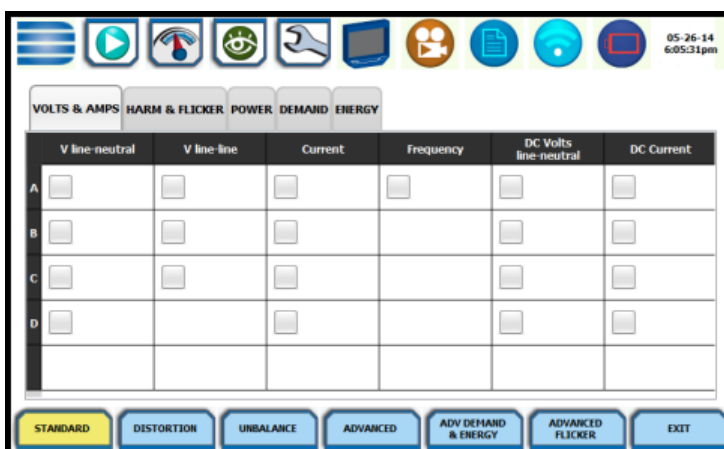 05-26-14
6:05:31pm
VOLTS & AMPS HARM & FLICKER POWER DEMAND ENERGY
V line-neutral V line-line Current Frequency DC Volts line-neutral DC Current
A
B
C
D
STANDARD DISTORTION UNBALANCE ADVANCED ADV DEMAND & ENERGY ADVANCED FLICKER EXIT